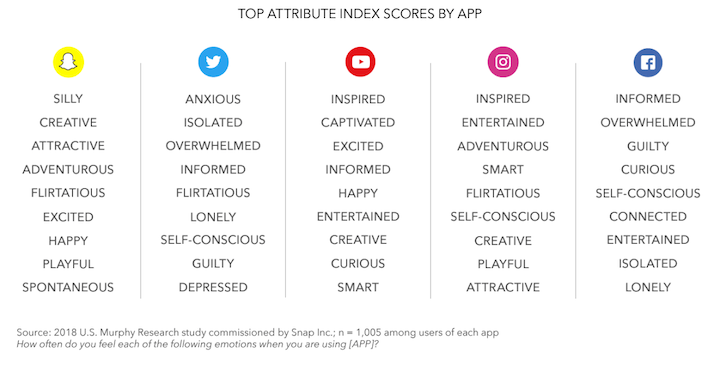 TOP ATTRIBUTE INDEX SCORES BY APP
SILLY
CREATIVE
ATTRACTIVE
ADVENTUROUS
FLIRTATIOUS
EXCITED
HAPPY
PLAYFUL
SPONTANEOUS
ANXIOUS
ISOLATED
OVERWHELMED
INFORMED
FLIRTATIOUS
LONELY
SELF-CONSCIOUS
GUILTY
DEPRESSED
INSPIRED
CAPTIVATED
EXCITED
INFORMED
HAPPY
ENTERTAINED
CREATIVE
CURIOUS
SMART
INSPIRED
ENTERTAINED
ADVENTUROUS
SMART
FLIRTATIOUS
SELF-CONSCIOUS
CREATIVE
PLAYFUL
ATTRACTIVE
INFORMED
OVERWHELMED
GUILTY
CURIOUS
SELF-CONSCIOUS
CONNECTED
ENTERTAINED
ISOLATED
LONELY
Source: 2018 U.S. Murphy Research study commissioned by Snap Inc.; n = 1,005 among users of each app
How often do you feel each of the following emotions when you are using [APP]?